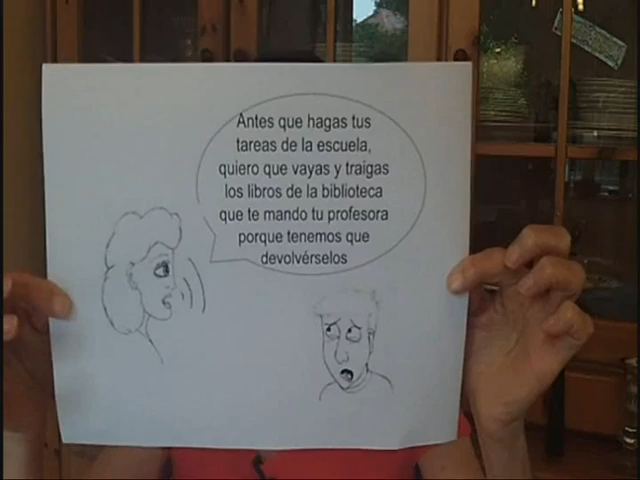 Antes que hagas tus
tareas de la escuela,
quiero que vayas y traigas
los libros de la biblioteca
que te mando tu profesora
porque tenemos que
devolvérselos